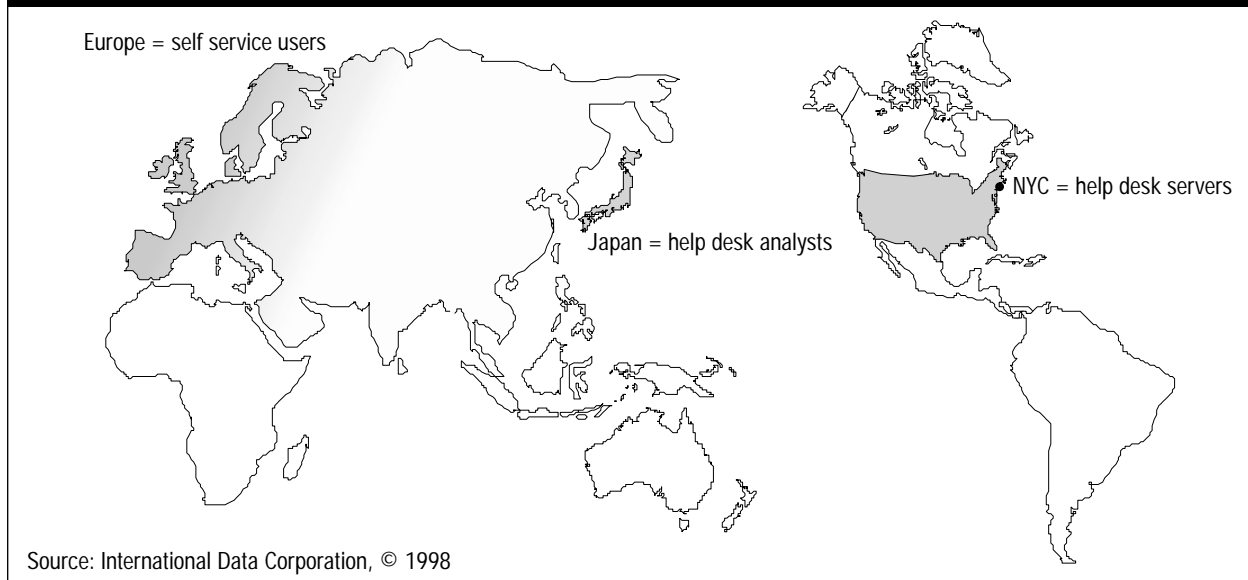 Europe = self service users
NYC = help desk servers
Japan = help desk analysts
Source: International Data Corporation, © 1998